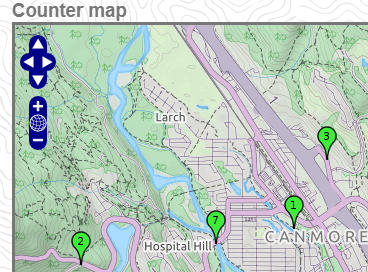 Counter map
Larch
3
1
7
2
Hospital Hill
CANMORE